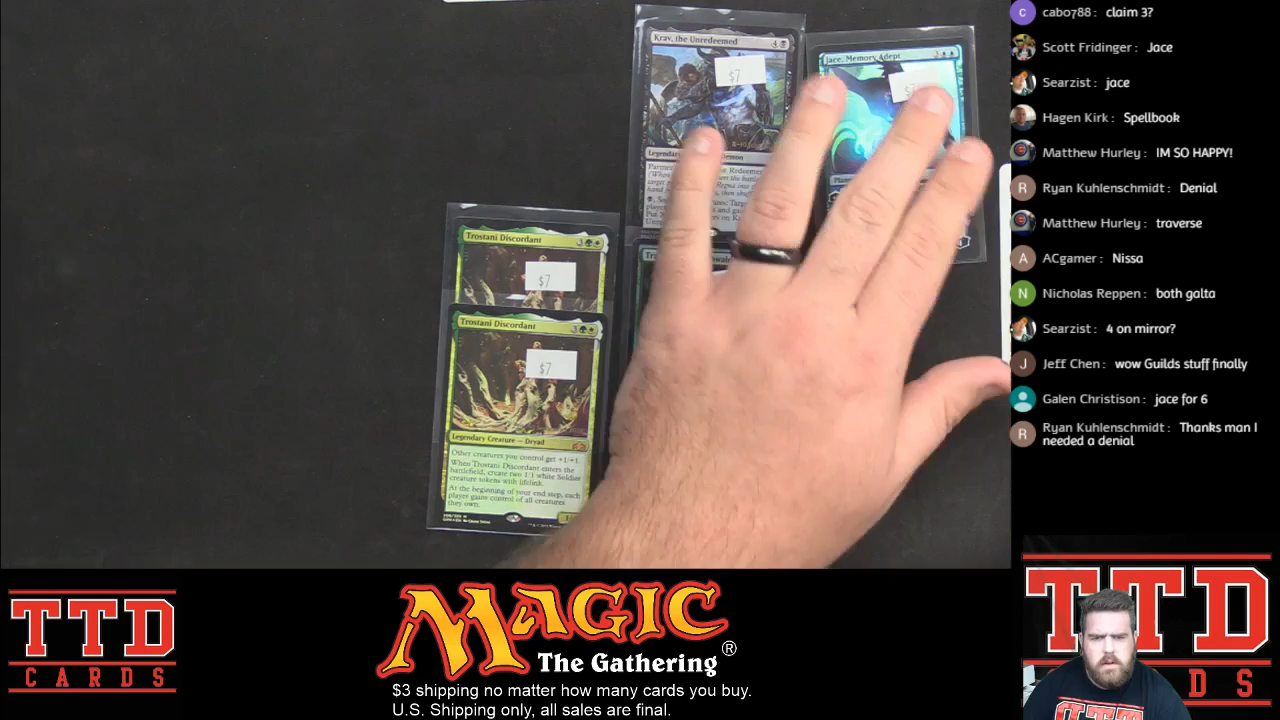 Krav, the Unredeemed
$7
Jace, Memory Adept
Trostani Discordant
$7
Trostani Discordant
$7
Legendary Creature — Dryad
Other creatures you control get +1/+1.
When Trostani Discordant enters the
battlefield, create two 1/1 white Soldier
creature tokens with lifelink.
At the beginning of your end step, each
player gains control of all creatures
they own.
cabo788: claim 3?
Scott Fridinger: Jace
Searzist: jace
Hagen Kirk: Spellbook
Matthew Hurley: IM SO HAPPY!
Ryan Kuhlenschmidt: Denial
Matthew Hurley: traverse
ACgamer: Nissa
Nicholas Reppen: both galta
Searzist: 4 on mirror?
Jeff Chen: wow Guilds stuff finally
Galen Christison: jace for 6
Ryan Kuhlenschmidt: Thanks man I
needed a denial
TTD
CARDS
MAGIC
The Gathering®
$3 shipping no matter how many cards you buy.
U.S. Shipping only, all sales are final.
TTD
DS